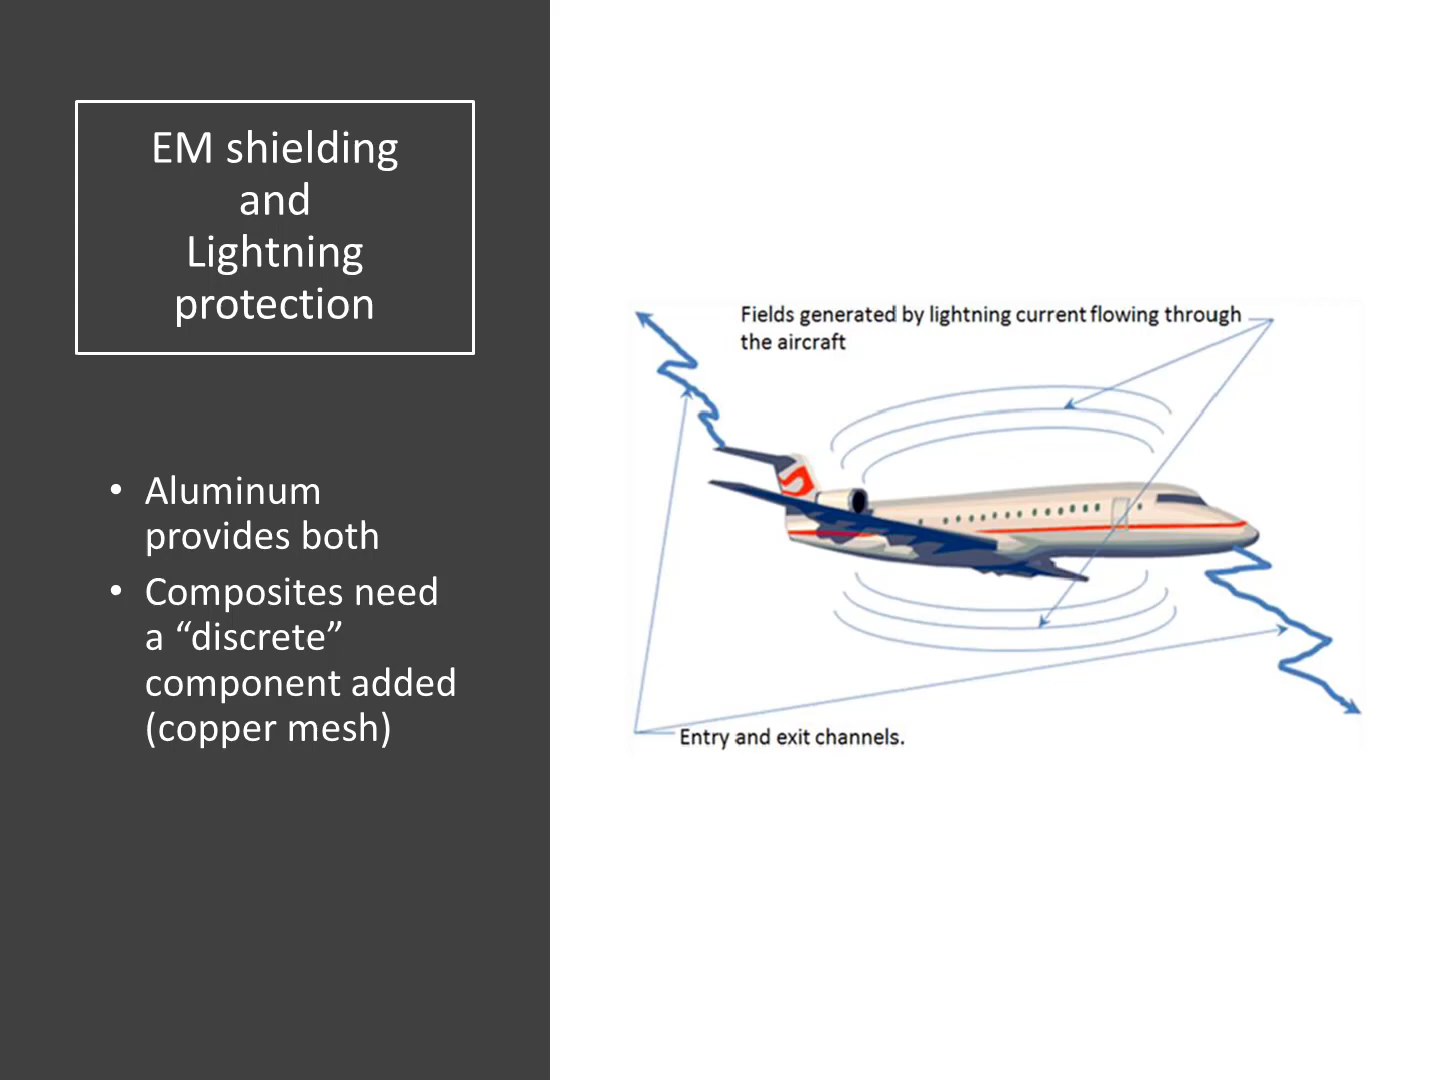 EM shielding
and
Lightning
protection
• Aluminum
provides both
• Composites need
a “discrete”
component added
(copper mesh)
Fields generated by lightning current flowing through
the aircraft
Entry and exit channels.